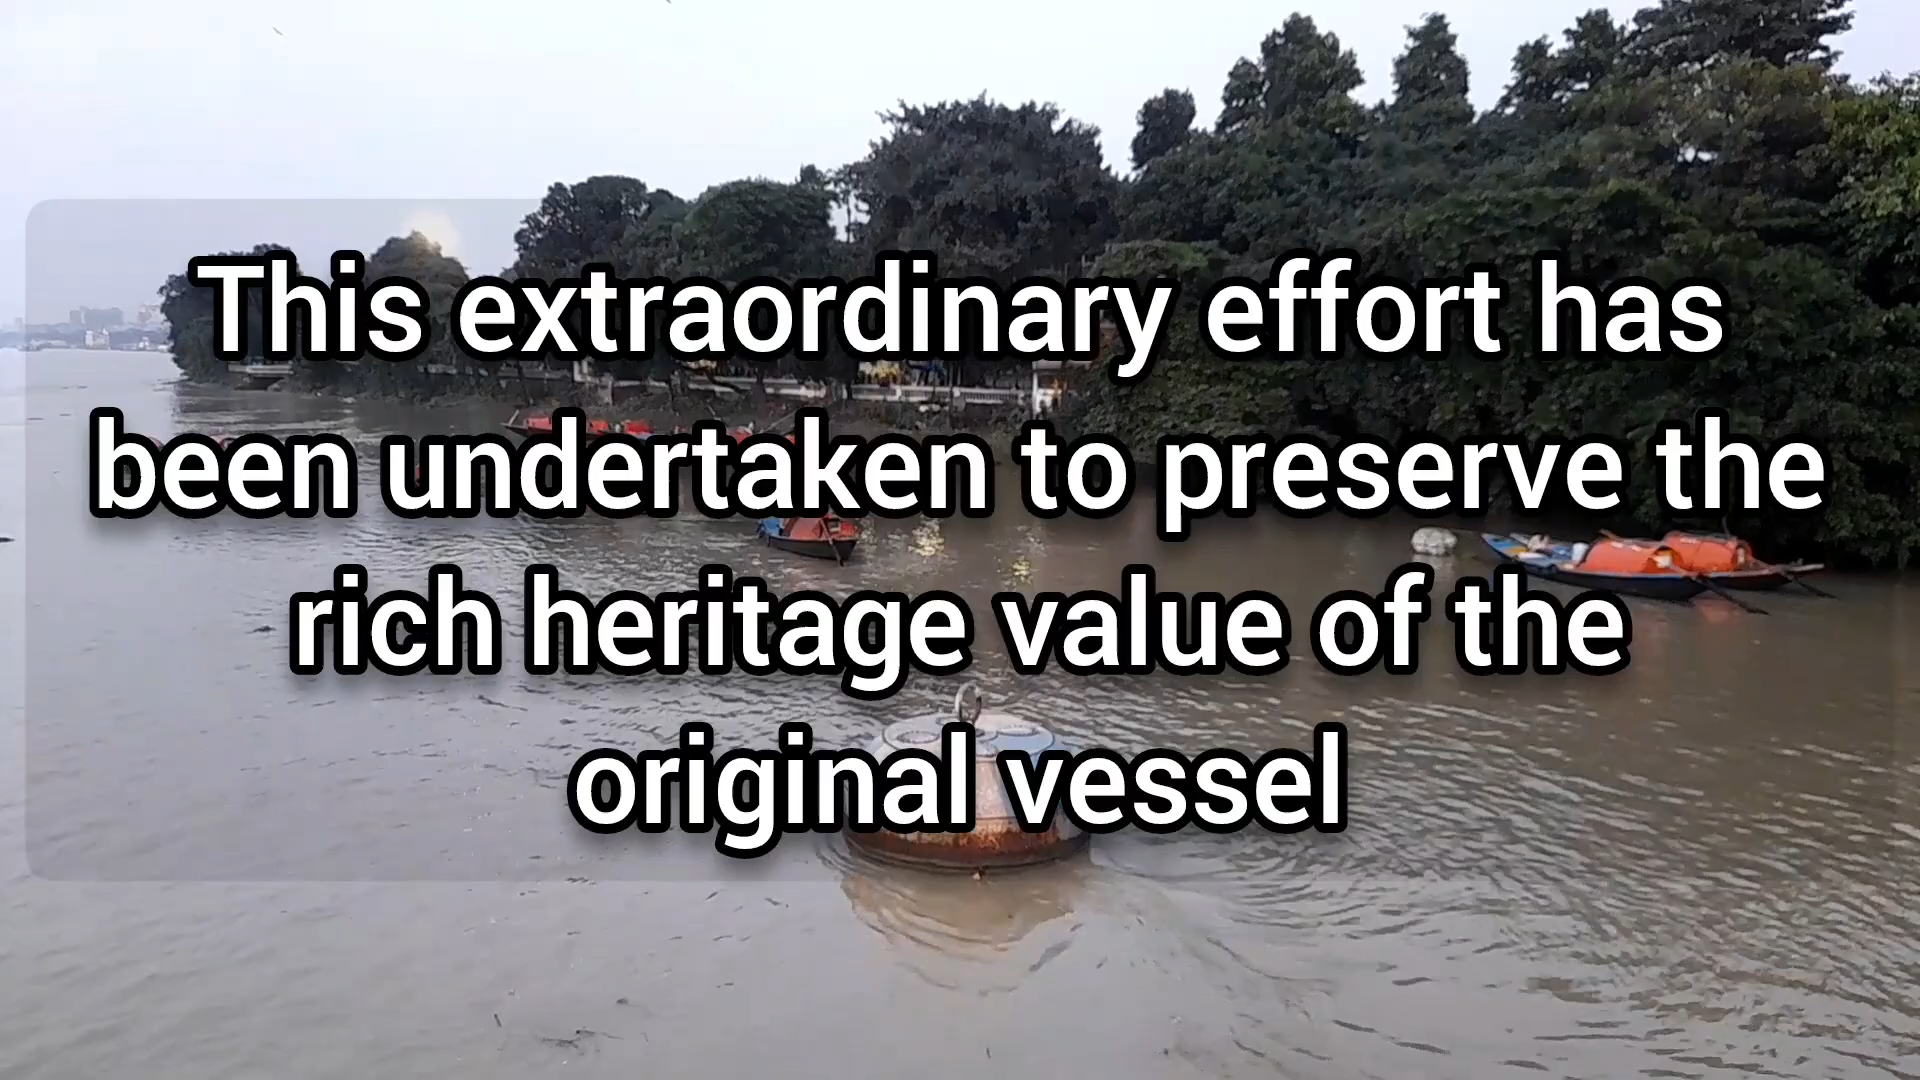 This extraordinary effort has
been undertaken to preserve the
rich heritage value of the
original vessel